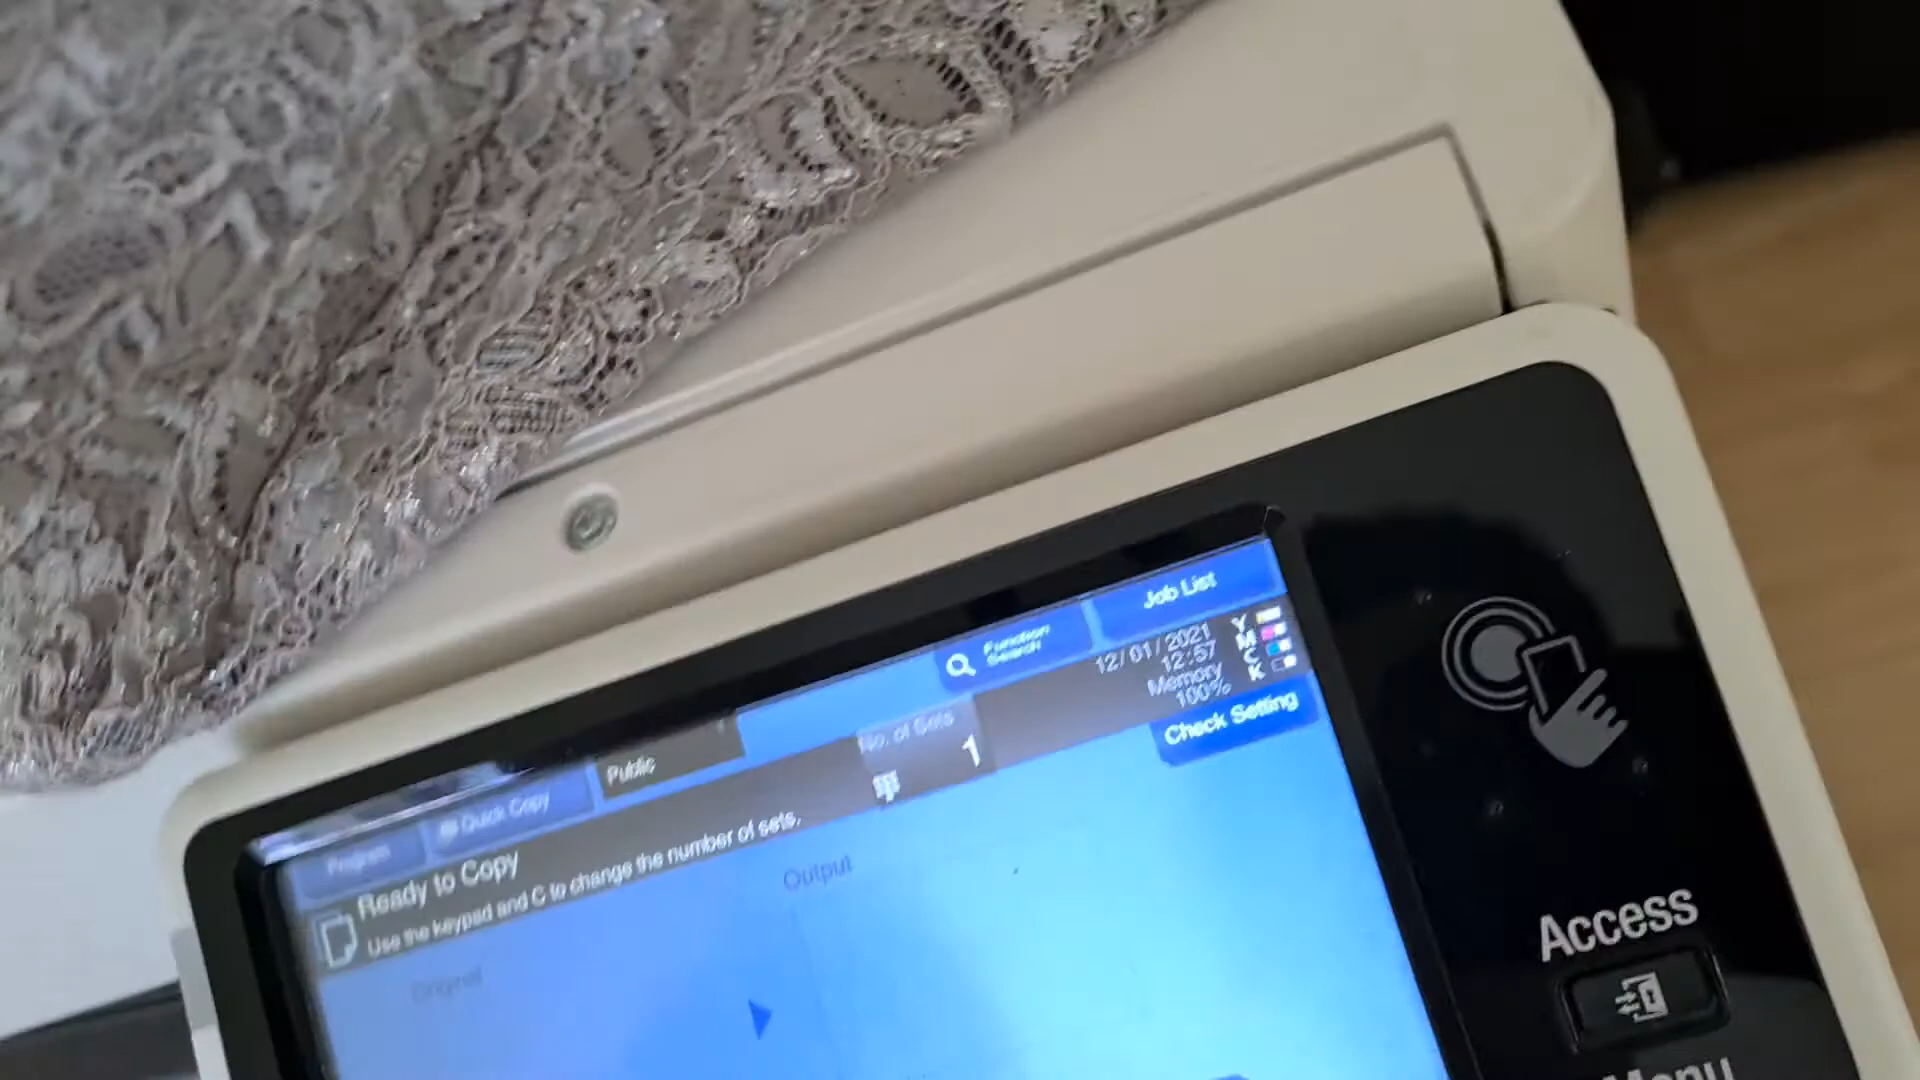 Job List
Function
Search
12/01/2021
12:57
Memory
100%
Y
M
C
K
Check Setting
No. of Sets
1
Public
Quick Copy
Program
Ready to Copy
Use the keypad and C to change the number of sets.
Output
Original
Access
Menu